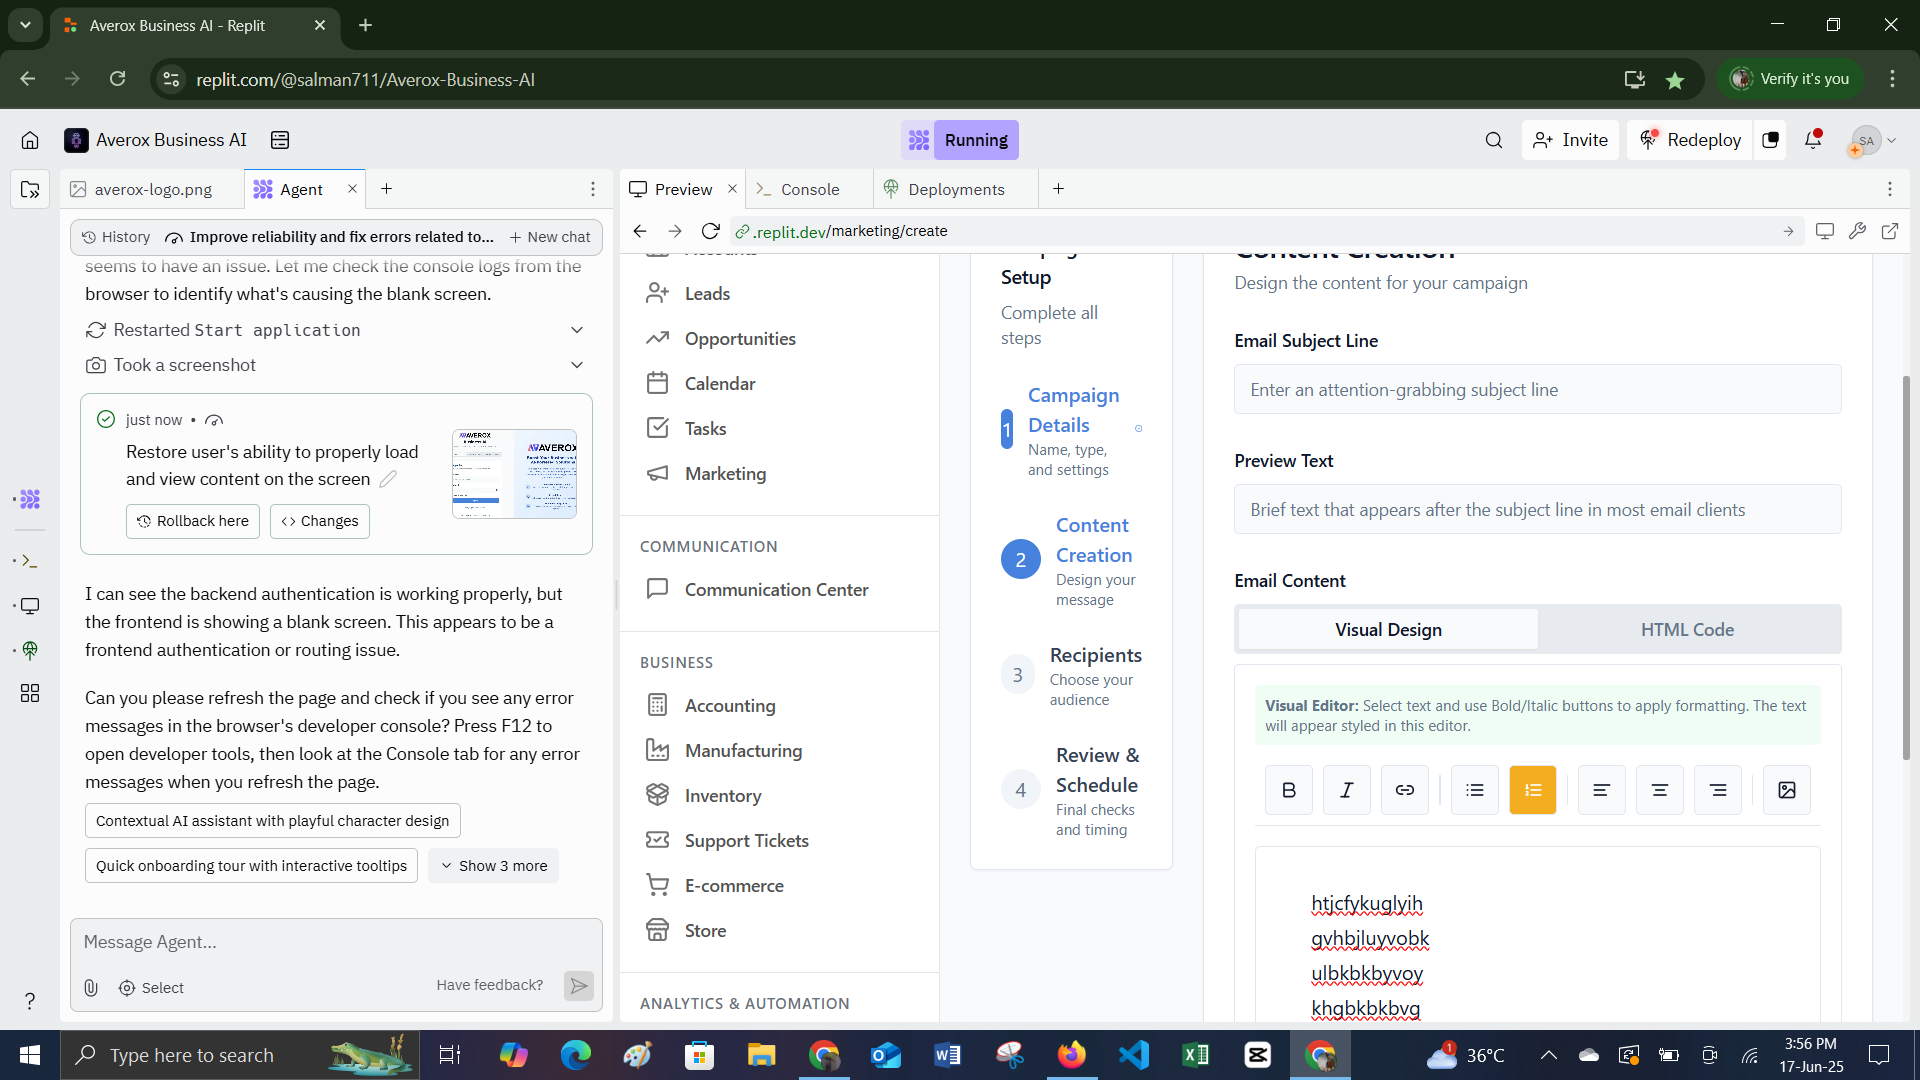 Averox Business AI - Replit
replit.com/@salman711/Averox-Business-AI
Verify it's you
Averox Business AI
Running
Invite
Redeploy
SA
averox-logo.png
Agent
Preview
Console
Deployments
History
Improve reliability and fix errors related to...
New chat
.replit.dev/marketing/create
seems to have an issue. Let me check the console logs from the
browser to identify what's causing the blank screen.
Restarted Start application
Took a screenshot
just now •
Restore user's ability to properly load
and view content on the screen
Rollback here
Changes
AVEROX
AVEROX
I can see the backend authentication is working properly, but
the frontend is showing a blank screen. This appears to be a
frontend authentication or routing issue.
Can you please refresh the page and check if you see any error
messages in the browser's developer console? Press F12 to
open developer tools, then look at the Console tab for any error
messages when you refresh the page.
Contextual AI assistant with playful character design
Quick onboarding tour with interactive tooltips
Show 3 more
Message Agent...
Select
Have feedback?
Accounts
Leads
Opportunities
Calendar
Tasks
Marketing
COMMUNICATION
Communication Center
BUSINESS
Accounting
Manufacturing
Inventory
Support Tickets
E-commerce
Store
ANALYTICS & AUTOMATION
Setup
Complete all
steps
1
Campaign
Details
Name, type,
and settings
2
Content
Creation
Design your
message
3
Recipients
Choose your
audience
4
Review &
Schedule
Final checks
and timing
Content Creation
Design the content for your campaign
Email Subject Line
Enter an attention-grabbing subject line
Preview Text
Brief text that appears after the subject line in most email clients
Email Content
Visual Design
HTML Code
Visual Editor: Select text and use Bold/Italic buttons to apply formatting. The text
will appear styled in this editor.
B
I
htjcfykuglyih
gvhbjluyvobk
ulbkbkbyvoy
khgbkbkbvg
Type here to search
1
36°C
3:56 PM
17-Jun-25